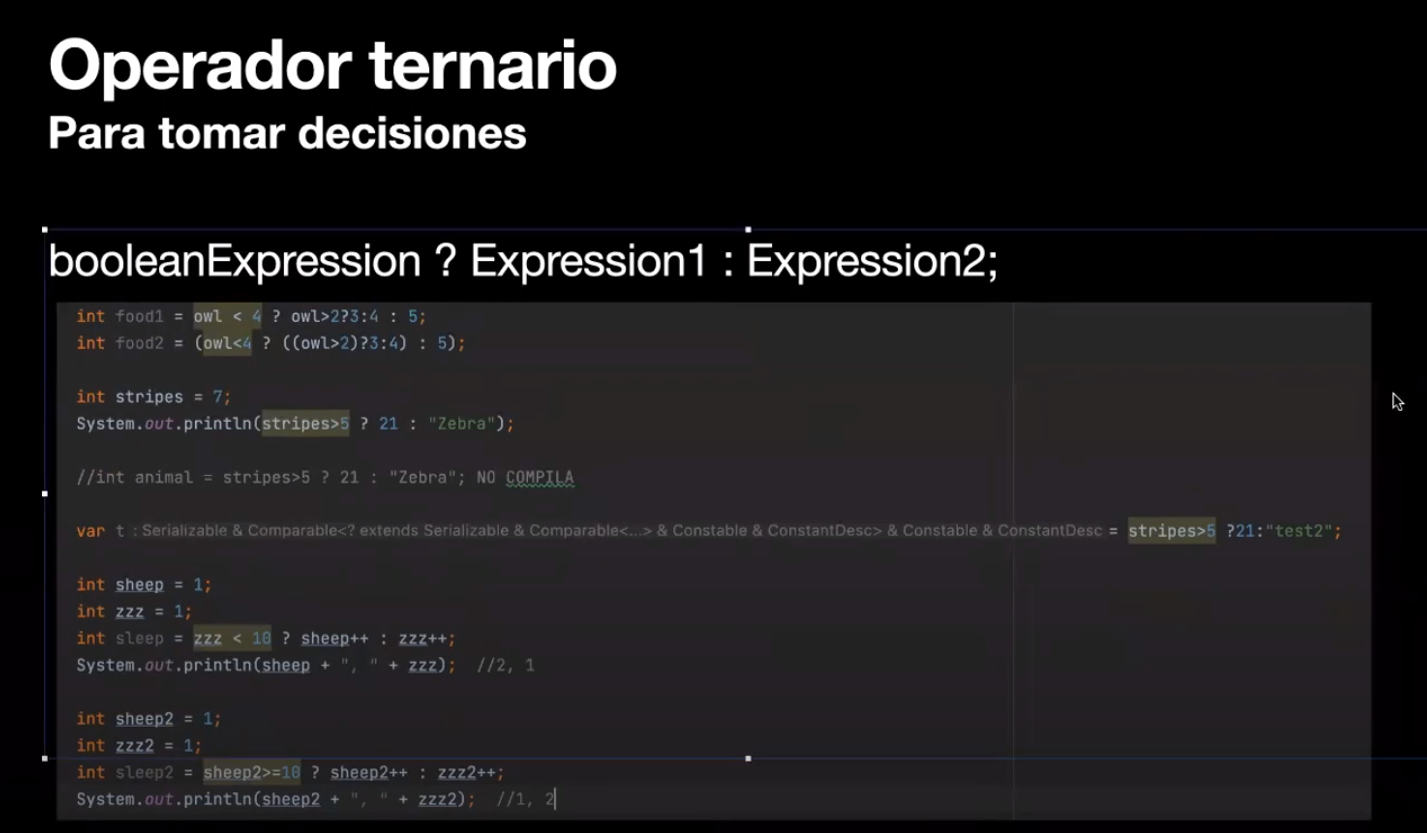 Operador ternario
Para tomar decisiones
booleanExpression ? Expression1 : Expression2;
int food1 = owl < 4 ? owl>2?3:4 : 5;
int food2 = (owl<4 ? ((owl>2)?3:4) : 5);
int stripes = 7;
System.out.println(stripes>5 ? 21 : "Zebra");
//int animal = stripes>5 ? 21 : "Zebra"; NO COMPILA
var t : Serializable & Comparable<? extends Serializable & Comparable<...> & Constable & ConstantDesc> & Constable & ConstantDesc = stripes>5 ?21:"test2";
int sheep = 1;
int zzz = 1;
int sleep = zzz < 10 ? sheep++ : zzz++;
System.out.println(sheep + ", " + zzz); //2, 1
int sheep2 = 1;
int zzz2 = 1;
int sleep2 = sheep2>=10 ? sheep2++ : zzz2++;
System.out.println(sheep2 + ", " + zzz2); //1, 2